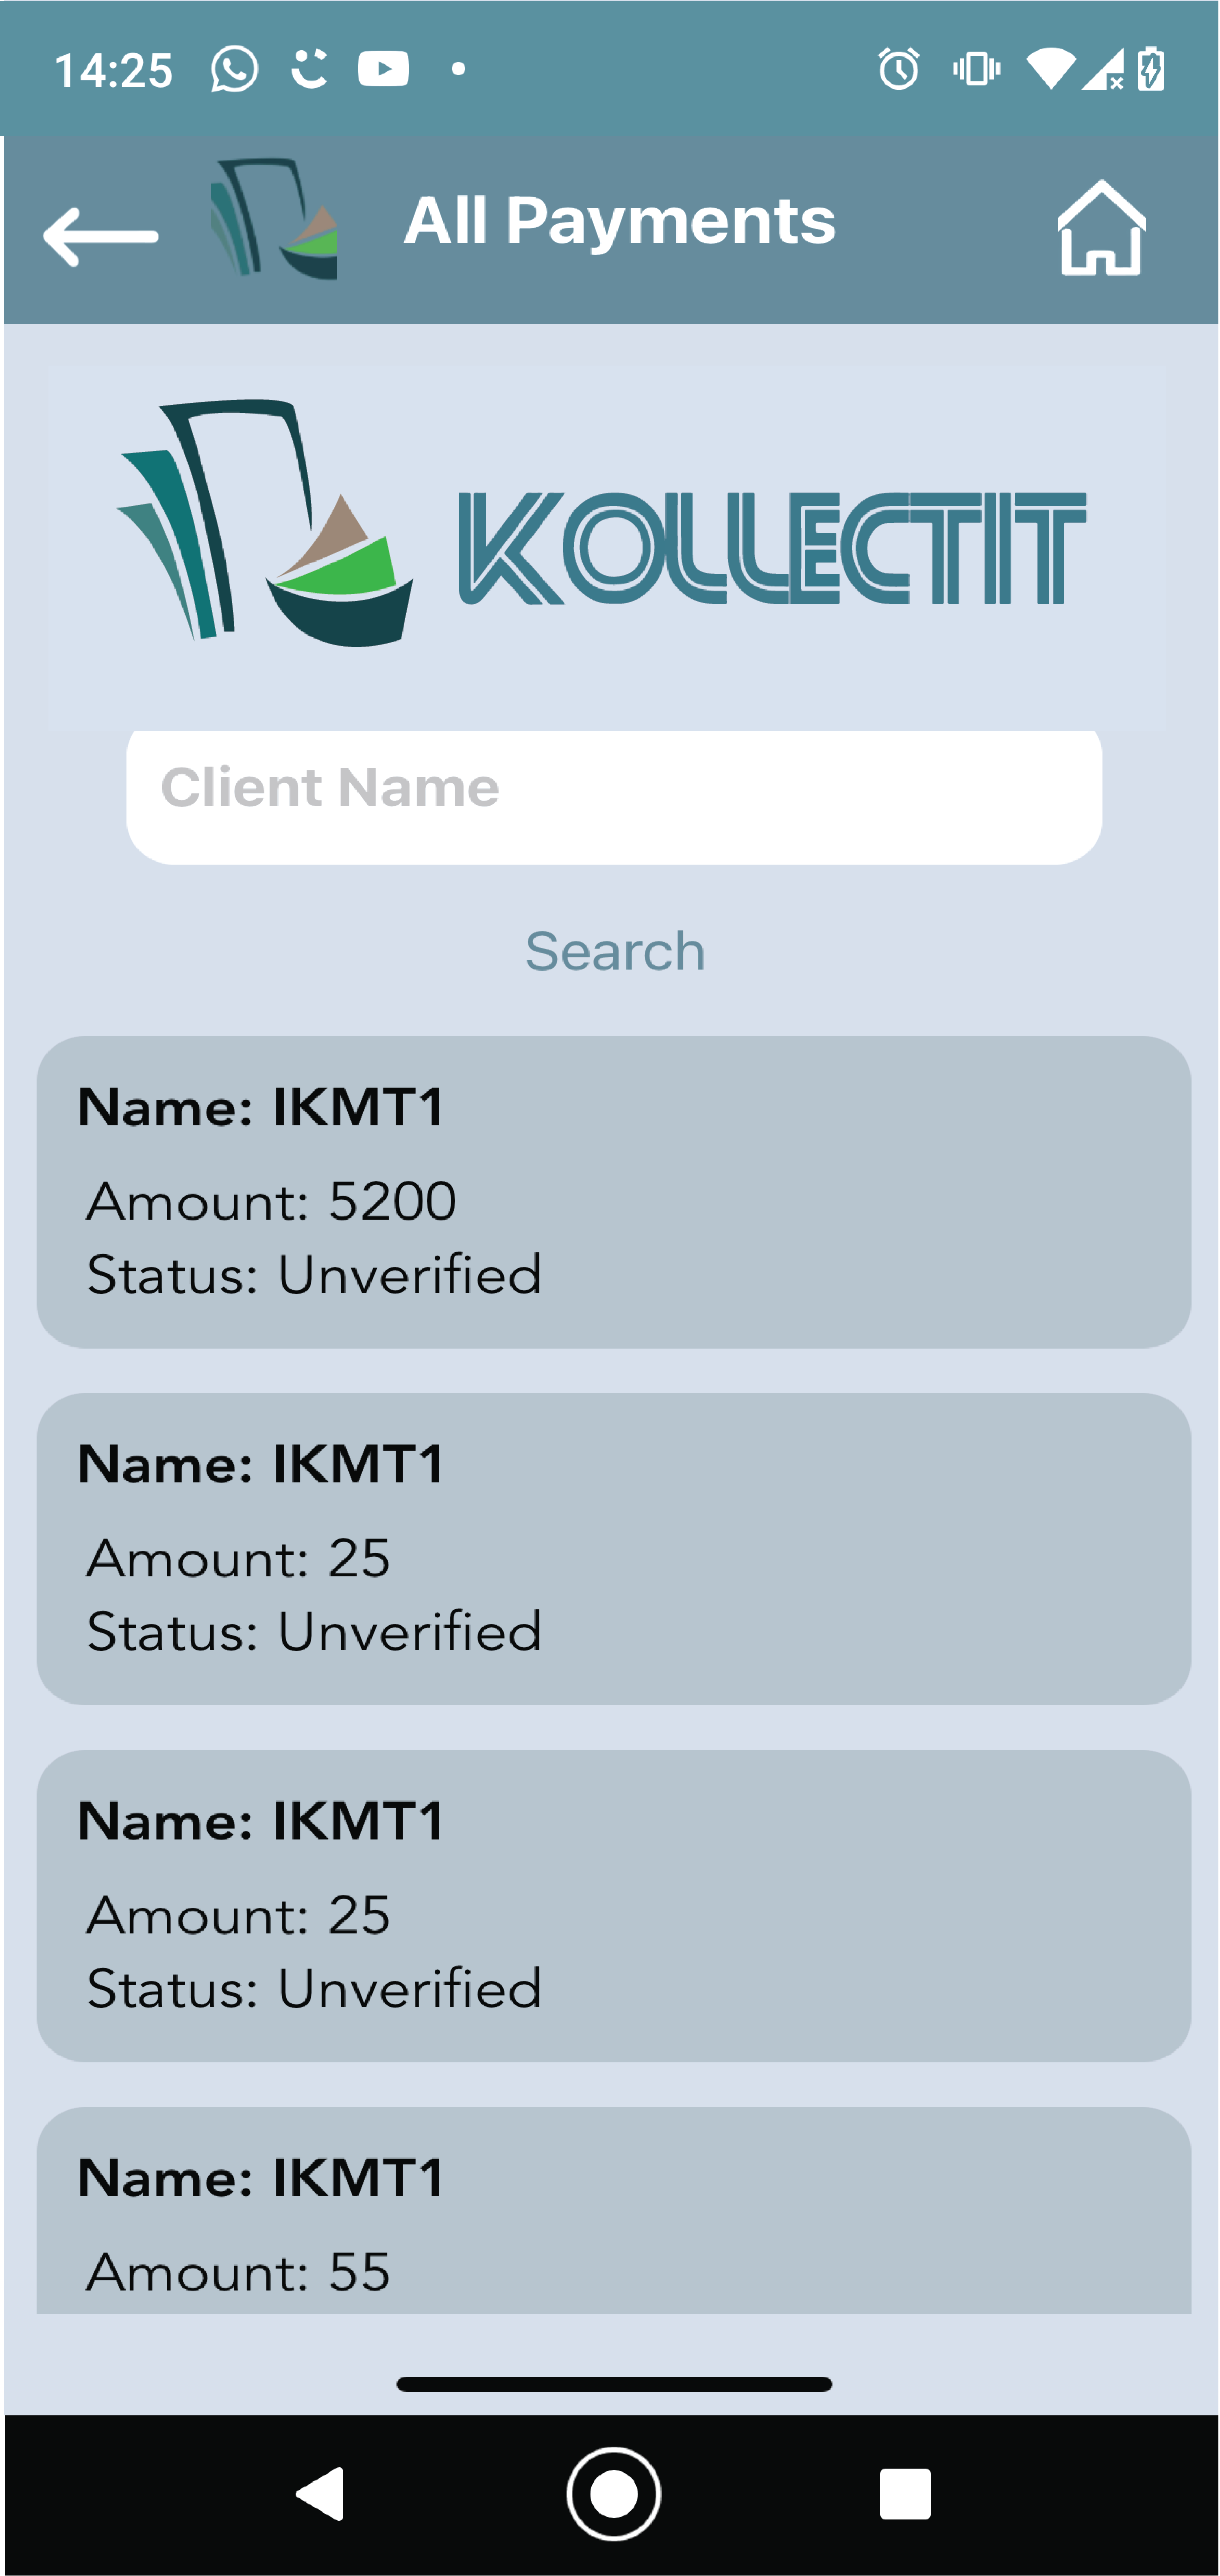 14:25
All Payments
KOLLECTIT
Client Name
Search
Name: IKMT1
Amount: 5200
Status: Unverified
Name: IKMT1
Amount: 25
Status: Unverified
Name: IKMT1
Amount: 25
Status: Unverified
Name: IKMT1
Amount: 55